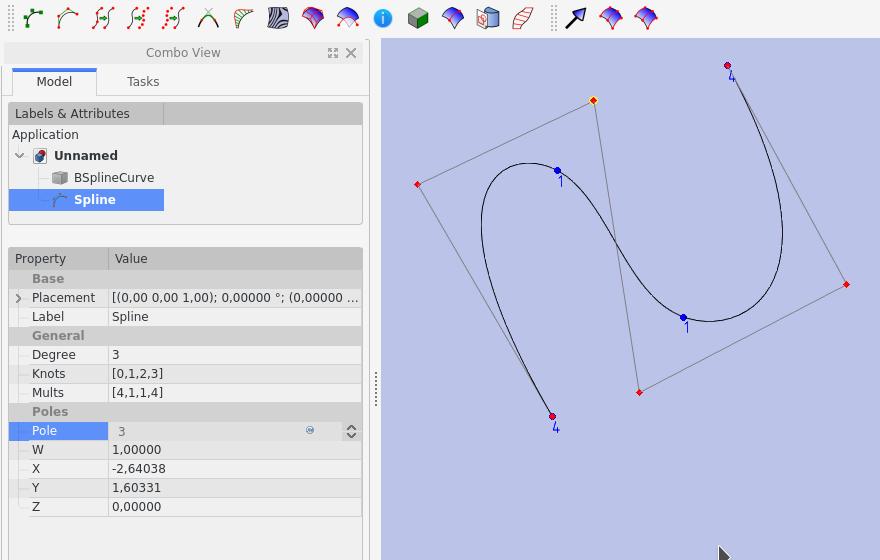 Combo View
Model Tasks
Labels & Attributes
Application
Unnamed
BSplineCurve
Spline
Property Value
Base
Placement [(0,00 0,00 1,00); 0,00000 °; (0,00000 ...
Label Spline
General
Degree 3
Knots [0,1,2,3]
Mults [4,1,1,4]
Poles
Pole 3
W 1,00000
X -2,64038
Y 1,60331
Z 0,00000
4
1
1
4